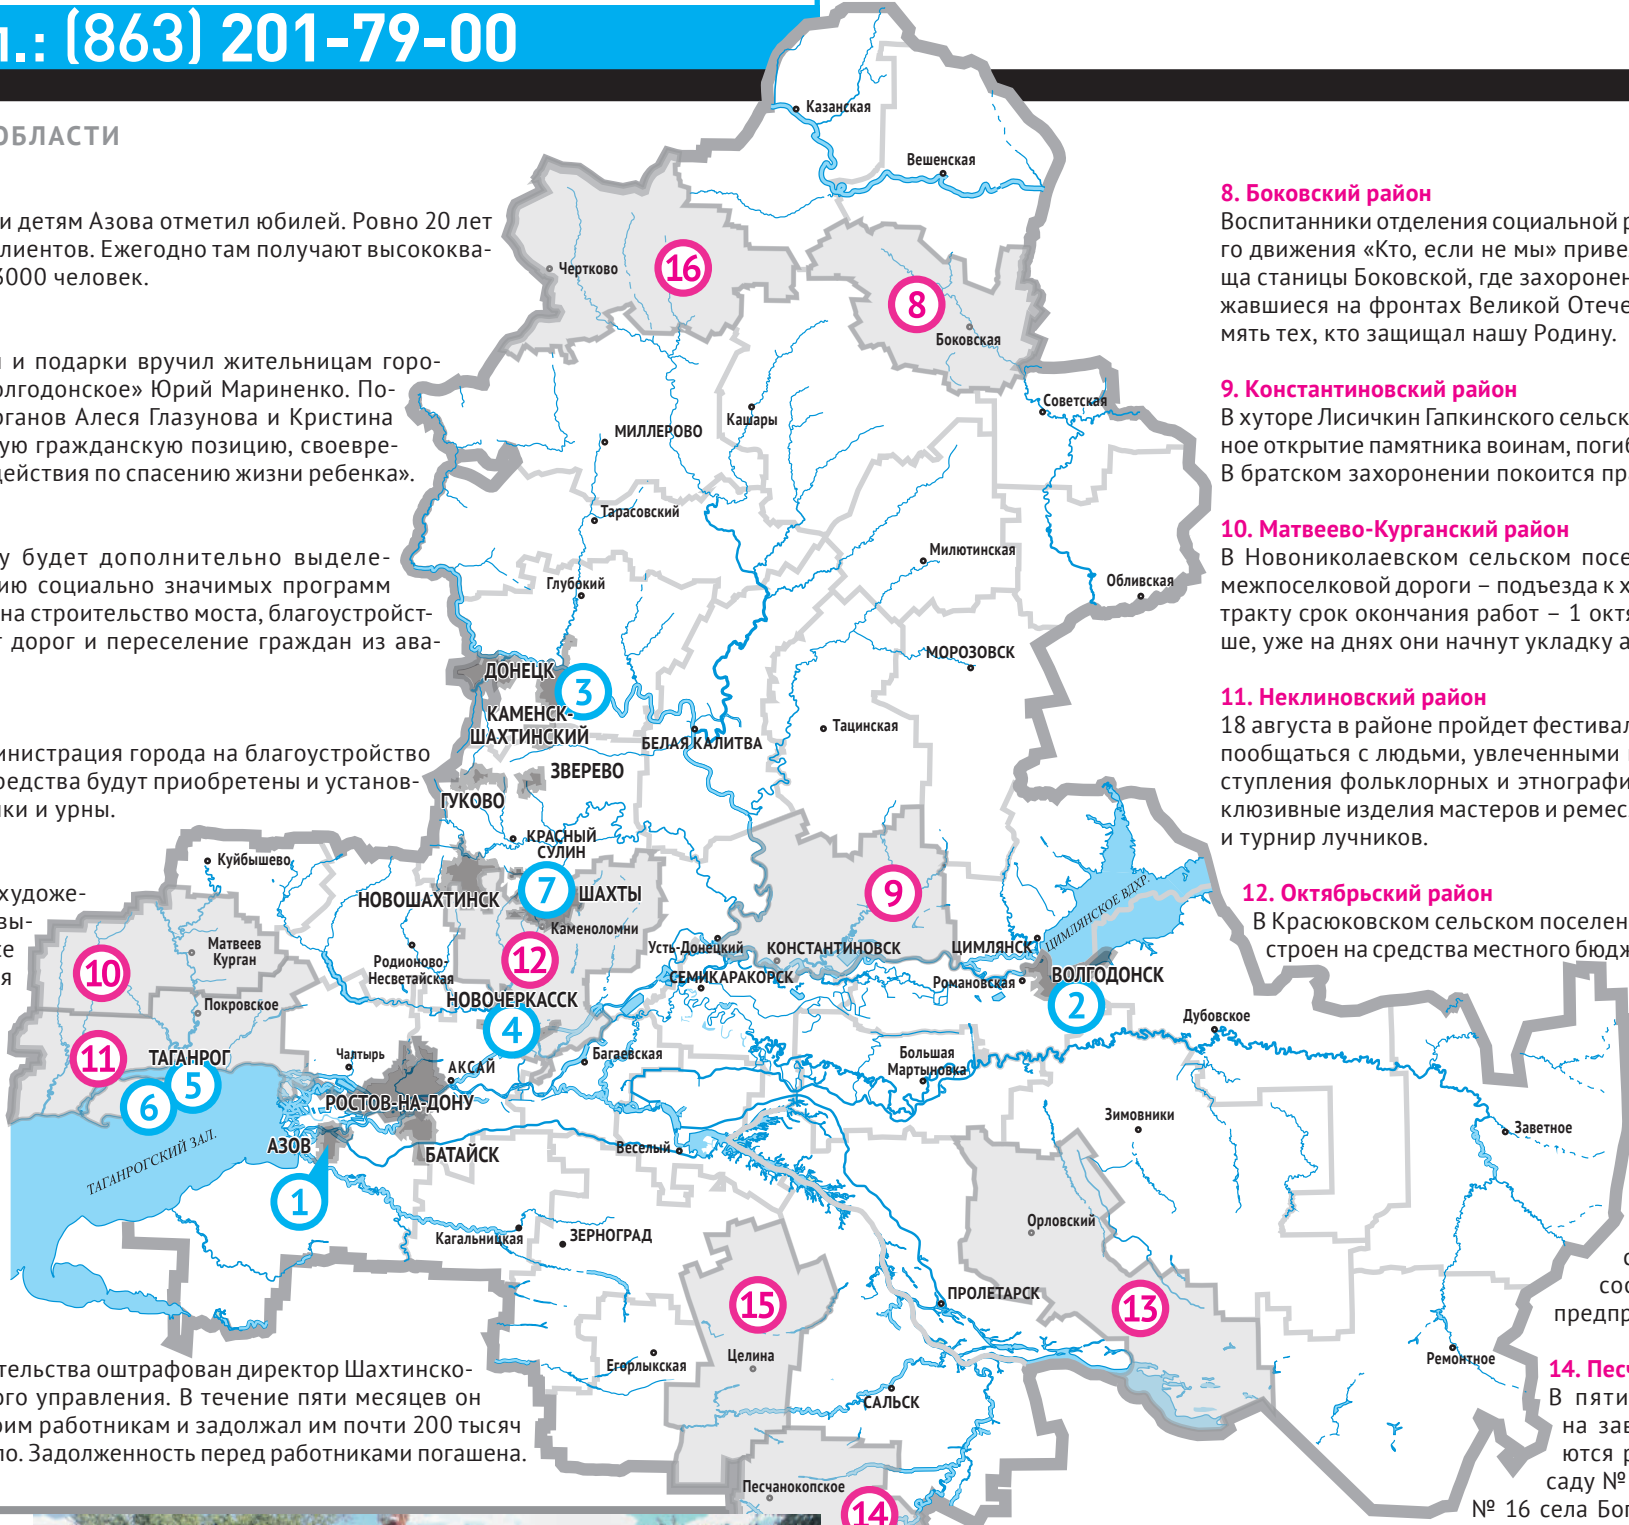 л.: (863) 201-79-00
ОБЛАСТИ
и детям Азова отметил юбилей. Ровно 20 лет
лиентов. Ежегодно там получают высококва-
3000 человек.
и подарки вручил жительницам горо-
олгодонское» Юрий Мариненко. По-
рганов Алеся Глазунова и Кристина
ую гражданскую позицию, своевре-
действия по спасению жизни ребенка».
у будет дополнительно выделе-
ию социально значимых программ
на строительство моста, благоустройст-
т дорог и переселение граждан из ава-
министрация города на благоустройство
редства будут приобретены и установ-
ки и урны.
художе-
вы-
се
я
тельства оштрафован директор Шахтинско-
ого управления. В течение пяти месяцев он
оим работникам и задолжал им почти 200 тысяч
ло. Задолженность перед работниками погашена.
Казанская
Вешенская
Чертково
16
8
Боковская
Советская
Кашары
МИЛЛЕРОВО
Тарасовский
Милютинская
Обливская
Глубокий
МОРОЗОВСК
ДОНЕЦК
3
КАМЕНСК-
ШАХТИНСКИЙ
БЕЛАЯ КАЛИТВА
Тацинская
ЗВЕРЕВО
ГУКОВО
КРАСНЫЙ
СУЛИН
Куйбышево
НОВОШАХТИНСК
7
ШАХТЫ
9
Каменоломни
ЦИМЛЯНСКОЕ ВДХР.
Матвеев
Курган
10
Родионово-
Несветайская
12
Усть-Донецкий
КОНСТАНТИНОВСК
ЦИМЛЯНСК
СЕМИКАРАКОРСК
Романовская
ВОЛГОДОНСК
2
Покровское
НОВОЧЕРКАССК
4
Дубовское
11
ТАГАНРОГ
5
6
Чалтырь
АКСАЙ
Багаевская
Большая
Мартыновка
РОСТОВ-НА-ДОНУ
Зимовники
Заветное
ТАГАНРОГСКИЙ ЗАЛ.
АЗОВ
БАТАЙСК
Веселый
1
Орловский
Кагальницкая
ЗЕРНОГРАД
15
ПРОЛЕТАРСК
13
Егорлыкская
Целина
Ремонтное
САЛЬСК
Песчанокопское
14
8. Боковский район
Воспитанники отделения социальной р
го движения «Кто, если не мы» приве
ща станицы Боковской, где захоронен
жавшиеся на фронтах Великой Отече
мять тех, кто защищал нашу Родину.
9. Константиновский район
В хуторе Лисичкин Гапкинского сельск
ное открытие памятника воинам, погиб
В братском захоронении покоится пра
10. Матвеево-Курганский район
В Новониколаевском сельском посе
межпоселковой дороги – подъезда к х
тракту срок окончания работ – 1 октя
ше, уже на днях они начнут укладку а
11. Неклиновский район
18 августа в районе пройдет фестивал
пообщаться с людьми, увлеченными
ступления фольклорных и этнографи
клюзивные изделия мастеров и ремес
и турнир лучников.
12. Октябрьский район
В Красюковском сельском поселен
строен на средства местного бюдж
с
сос
предпр
14. Песч
В пяти
на зав
ются р
саду №
№ 16 села Бог